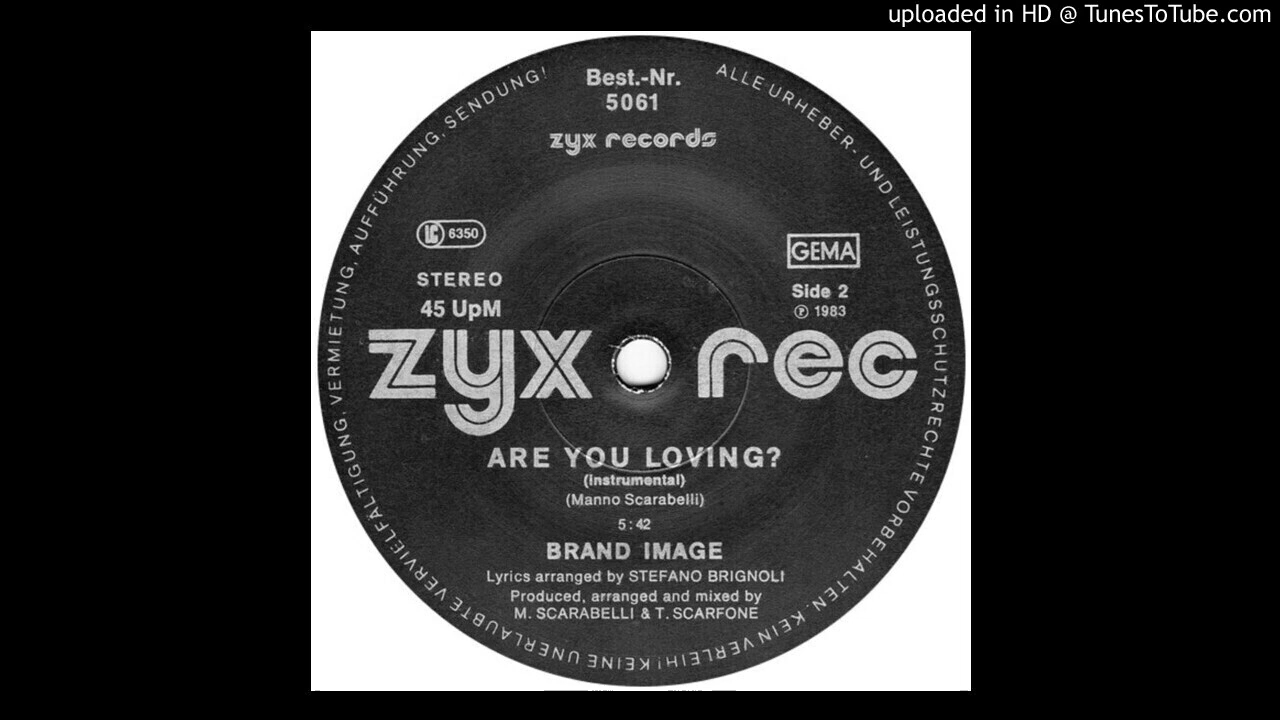 uploaded in HD @ TunesToTube.com
Best.-Nr.
5061
zyx records
LC 6350
STEREO
45 UpM
GEMA
Side 2
℗ 1983
zyx rec
ARE YOU LOVING?
(Instrumental)
(Manno Scarabelli)
5:42
BRAND IMAGE
Lyrics arranged by STEFANO BRIGNOLI
Produced, arranged and mixed by
M. SCARABELLI & T. SCARFONE
ALLE URHEBER- UND LEISTUNGSSCHUTZRECHTE VORBEHALTEN. KEIN VERLEIH! KEINE UNERLAUBTE VERVIELFÄLTIGUNG, VERMIETUNG, AUFFÜHRUNG, SENDUNG!